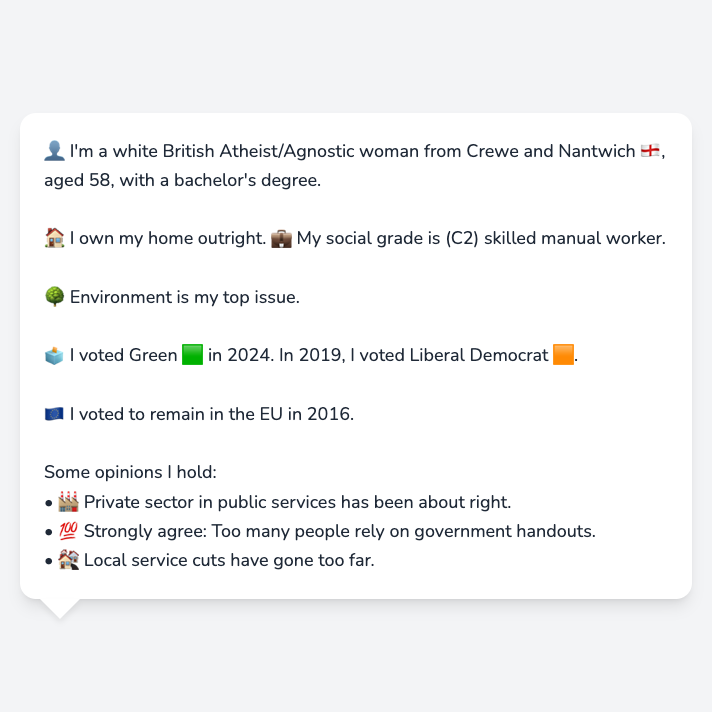 👤 I'm a white British Atheist/Agnostic woman from Crewe and Nantwich 🏴󠁧󠁢󠁥󠁮󠁧󠁿,
aged 58, with a bachelor's degree.
🏠 I own my home outright. 💼 My social grade is (C2) skilled manual worker.
🌳 Environment is my top issue.
🗳️ I voted Green 🟩 in 2024. In 2019, I voted Liberal Democrat 🟧.
🇪🇺 I voted to remain in the EU in 2016.
Some opinions I hold:
• 🏭 Private sector in public services has been about right.
• 💯 Strongly agree: Too many people rely on government handouts.
• 🏚️ Local service cuts have gone too far.